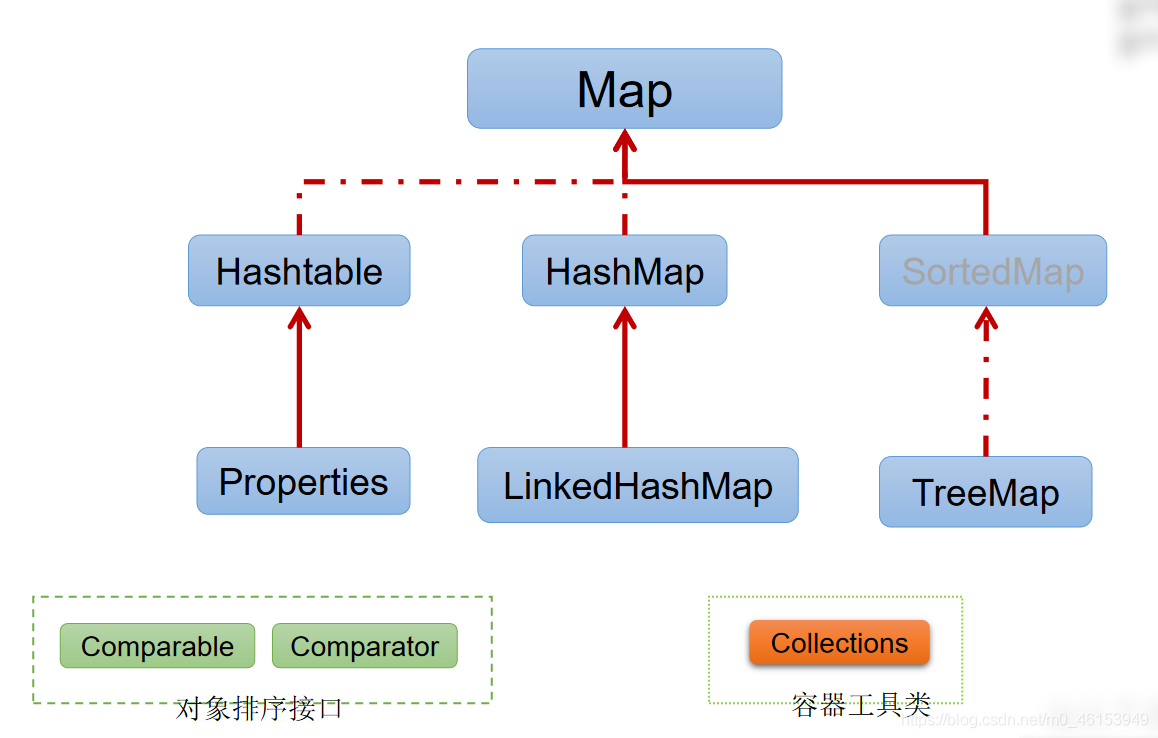 Map
Hashtable
HashMap
SortedMap
Properties
LinkedHashMap
TreeMap
Comparable
Comparator
Collections
对象排序接口
容器工具类
https://blog.csdn.net/m0_46153949